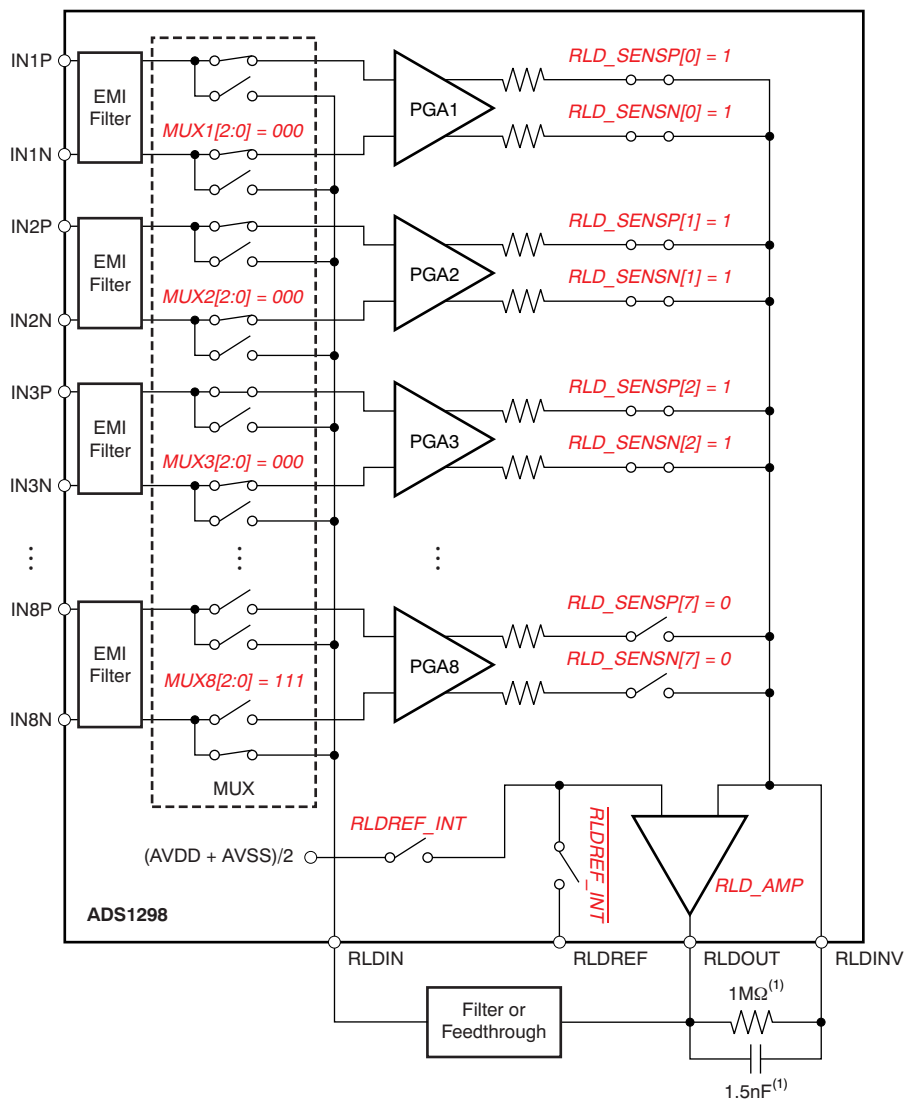 IN1P
EMI
Filter
IN1N
MUX1[2:0] = 000
PGA1
RLD_SENSP[0] = 1
RLD_SENSN[0] = 1
IN2P
EMI
Filter
IN2N
MUX2[2:0] = 000
PGA2
RLD_SENSP[1] = 1
RLD_SENSN[1] = 1
IN3P
EMI
Filter
IN3N
MUX3[2:0] = 000
PGA3
RLD_SENSP[2] = 1
RLD_SENSN[2] = 1
IN8P
EMI
Filter
IN8N
MUX8[2:0] = 111
MUX
PGA8
RLD_SENSP[7] = 0
RLD_SENSN[7] = 0
(AVDD + AVSS)/2
RLDREF_INT
RLDREF_INT
RLD_AMP
ADS1298
RLDIN
RLDREF
RLDOUT
RLDINV
Filter or
Feedthrough
1MΩ(1)
1.5nF(1)